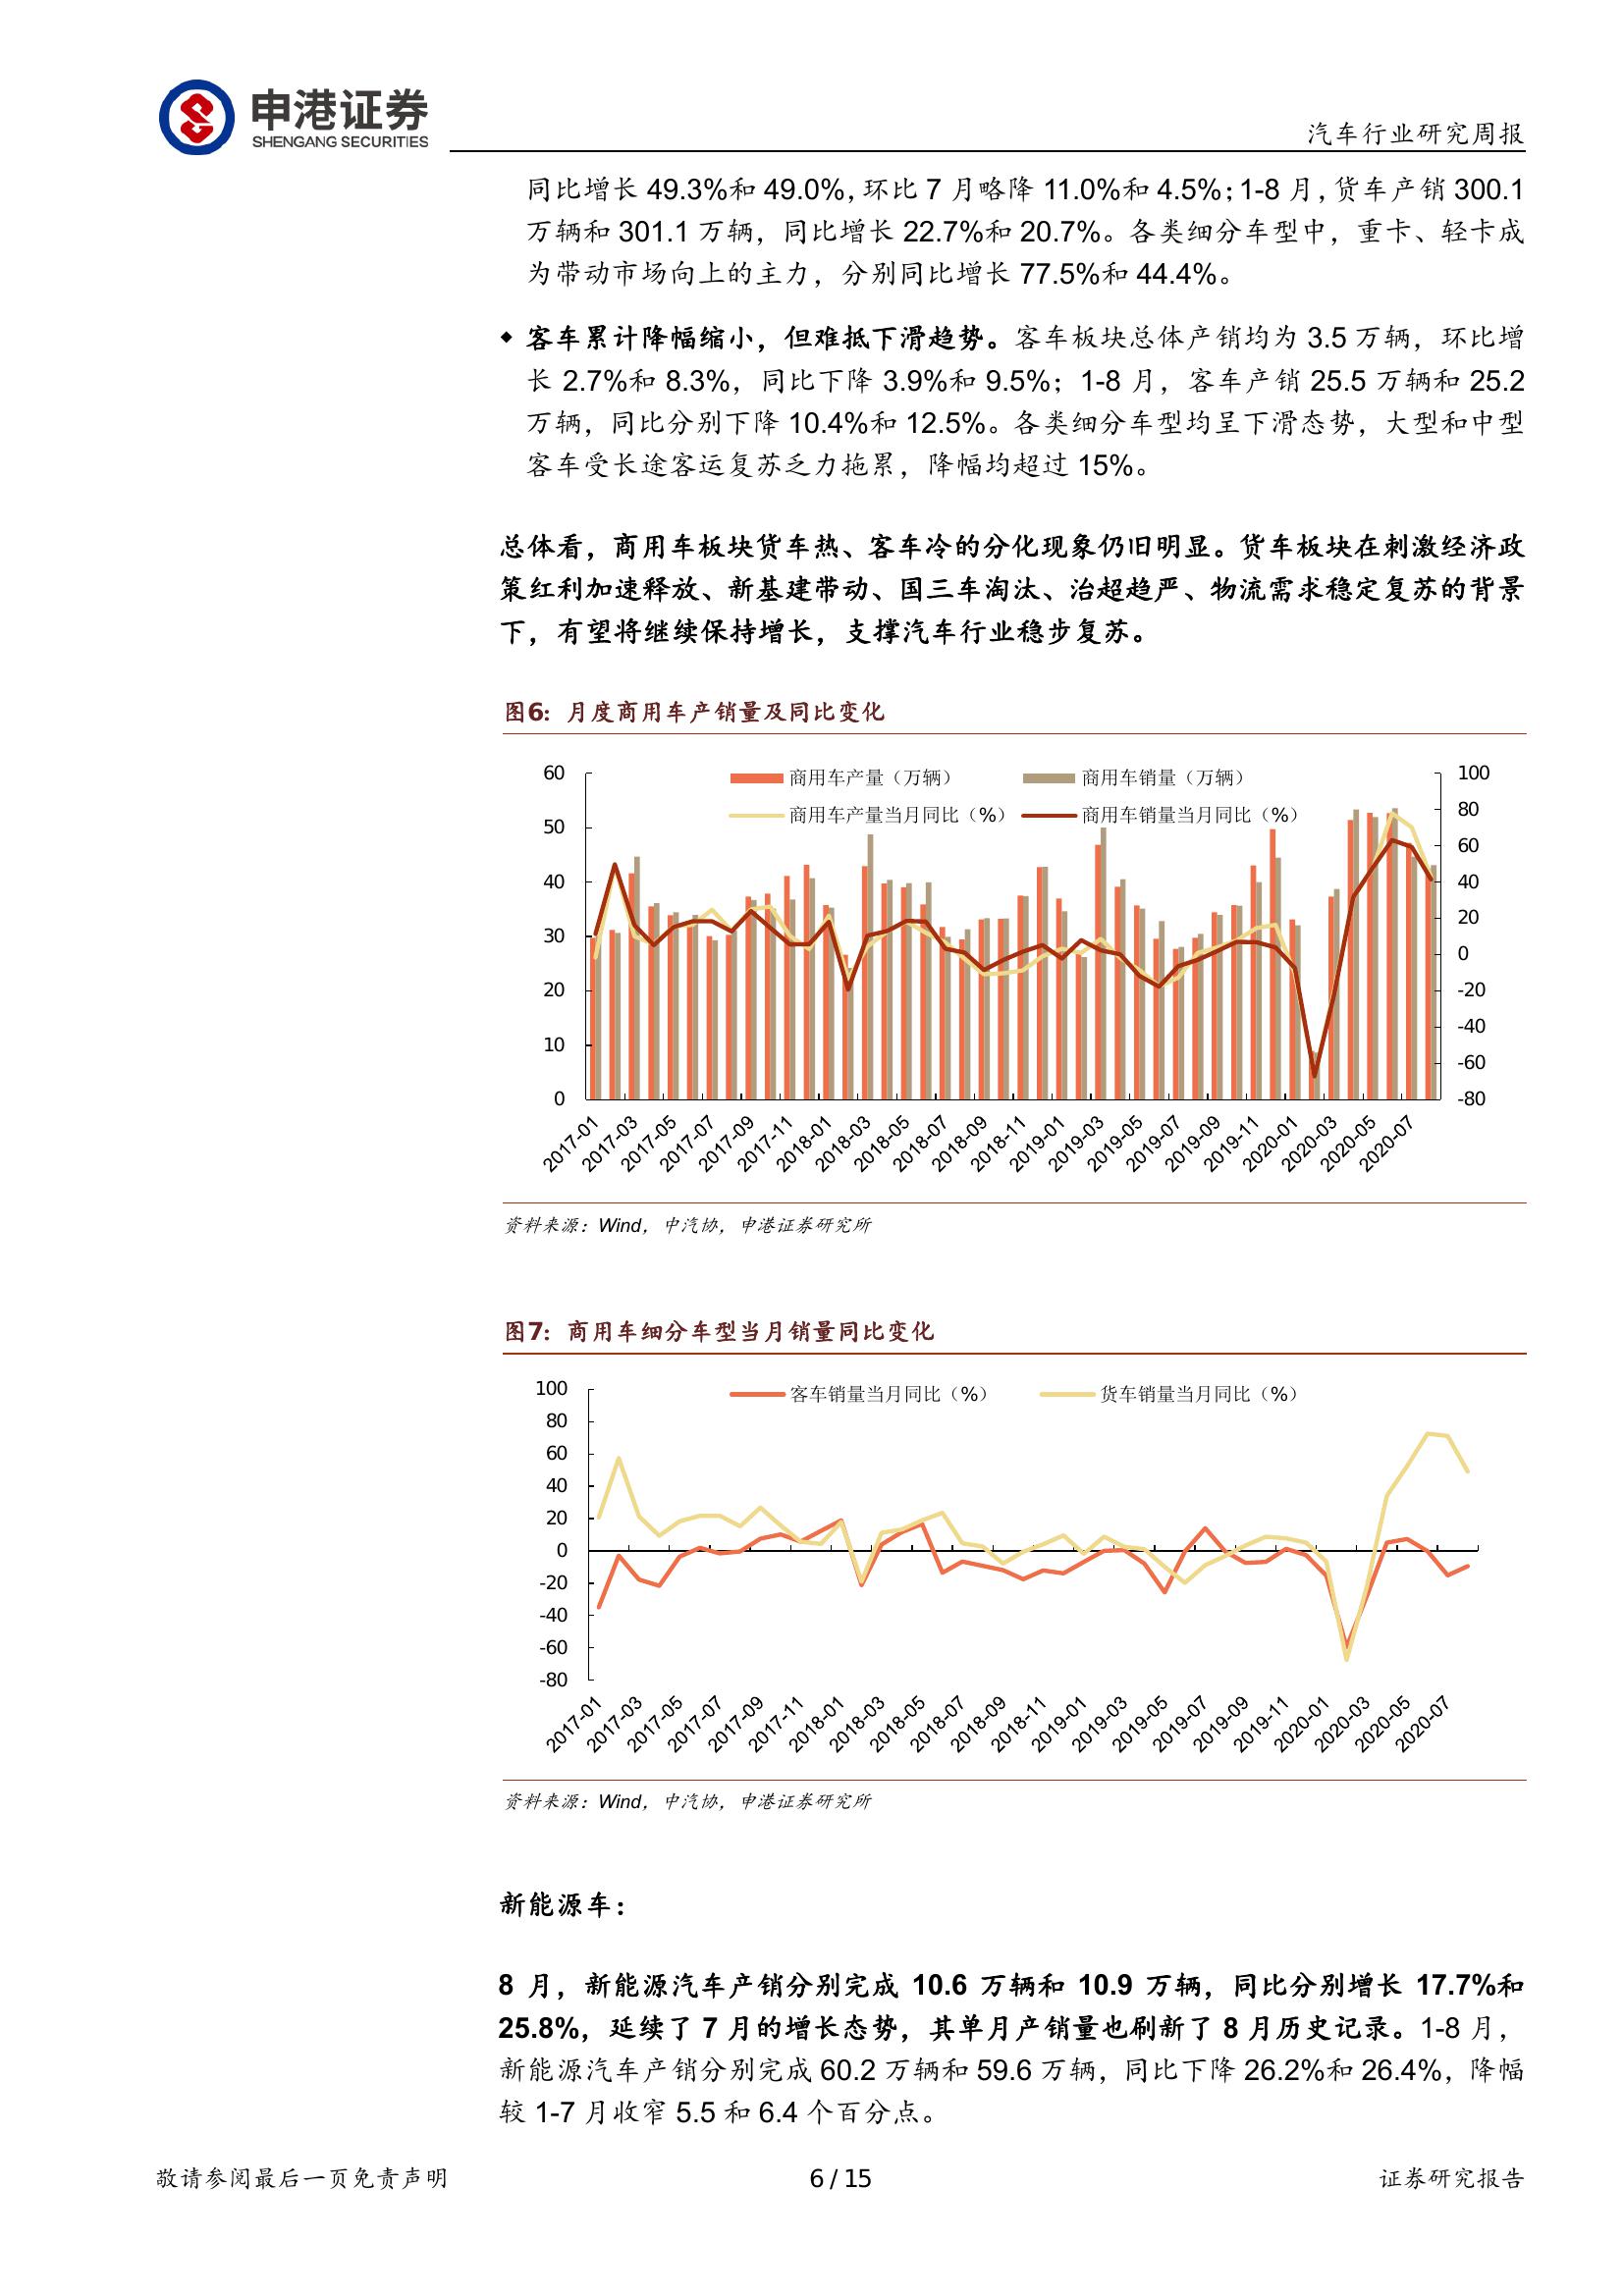 申港证券
SHENGANG SECURITIES
汽车行业研究周报
同比增长 49.3%和 49.0%,环比 7 月略降 11.0%和 4.5%;1-8 月,货车产销 300.1
万辆和 301.1 万辆，同比增长 22.7%和 20.7%。各类细分车型中，重卡、轻卡成
为带动市场向上的主力，分别同比增长 77.5%和 44.4%。
◆ 客车累计降幅缩小，但难抵下滑趋势。客车板块总体产销均为 3.5 万辆，环比增
长 2.7%和 8.3%，同比下降 3.9%和 9.5%；1-8 月，客车产销 25.5 万辆和 25.2
万辆，同比分别下降 10.4%和 12.5%。各类细分车型均呈下滑态势，大型和中型
客车受长途客运复苏乏力拖累，降幅均超过 15%。
总体看，商用车板块货车热、客车冷的分化现象仍旧明显。货车板块在刺激经济政
策红利加速释放、新基建带动、国三车淘汰、治超趋严、物流需求稳定复苏的背景
下，有望将继续保持增长，支撑汽车行业稳步复苏。
图6：月度商用车产销量及同比变化
商用车产量（万辆） 商用车销量（万辆）
商用车产量当月同比（%） 商用车销量当月同比（%）
60
50
40
30
20
10
0
100
80
60
40
20
0
-20
-40
-60
-80
2017-01 2017-03 2017-05 2017-07 2017-09 2017-11 2018-01 2018-03 2018-05 2018-07 2018-09 2018-11 2019-01 2019-03 2019-05 2019-07 2019-09 2019-11 2020-01 2020-03 2020-05 2020-07
资料来源：Wind，中汽协，申港证券研究所
图7：商用车细分车型当月销量同比变化
客车销量当月同比（%） 货车销量当月同比（%）
100
80
60
40
20
0
-20
-40
-60
-80
2017-01 2017-03 2017-05 2017-07 2017-09 2017-11 2018-01 2018-03 2018-05 2018-07 2018-09 2018-11 2019-01 2019-03 2019-05 2019-07 2019-09 2019-11 2020-01 2020-03 2020-05 2020-07
资料来源：Wind，中汽协，申港证券研究所
新能源车：
8 月，新能源汽车产销分别完成 10.6 万辆和 10.9 万辆，同比分别增长 17.7%和
25.8%，延续了 7 月的增长态势，其单月产销量也刷新了 8 月历史记录。1-8 月，
新能源汽车产销分别完成 60.2 万辆和 59.6 万辆，同比下降 26.2%和 26.4%，降幅
较 1-7 月收窄 5.5 和 6.4 个百分点。
敬请参阅最后一页免责声明
6 / 15
证券研究报告